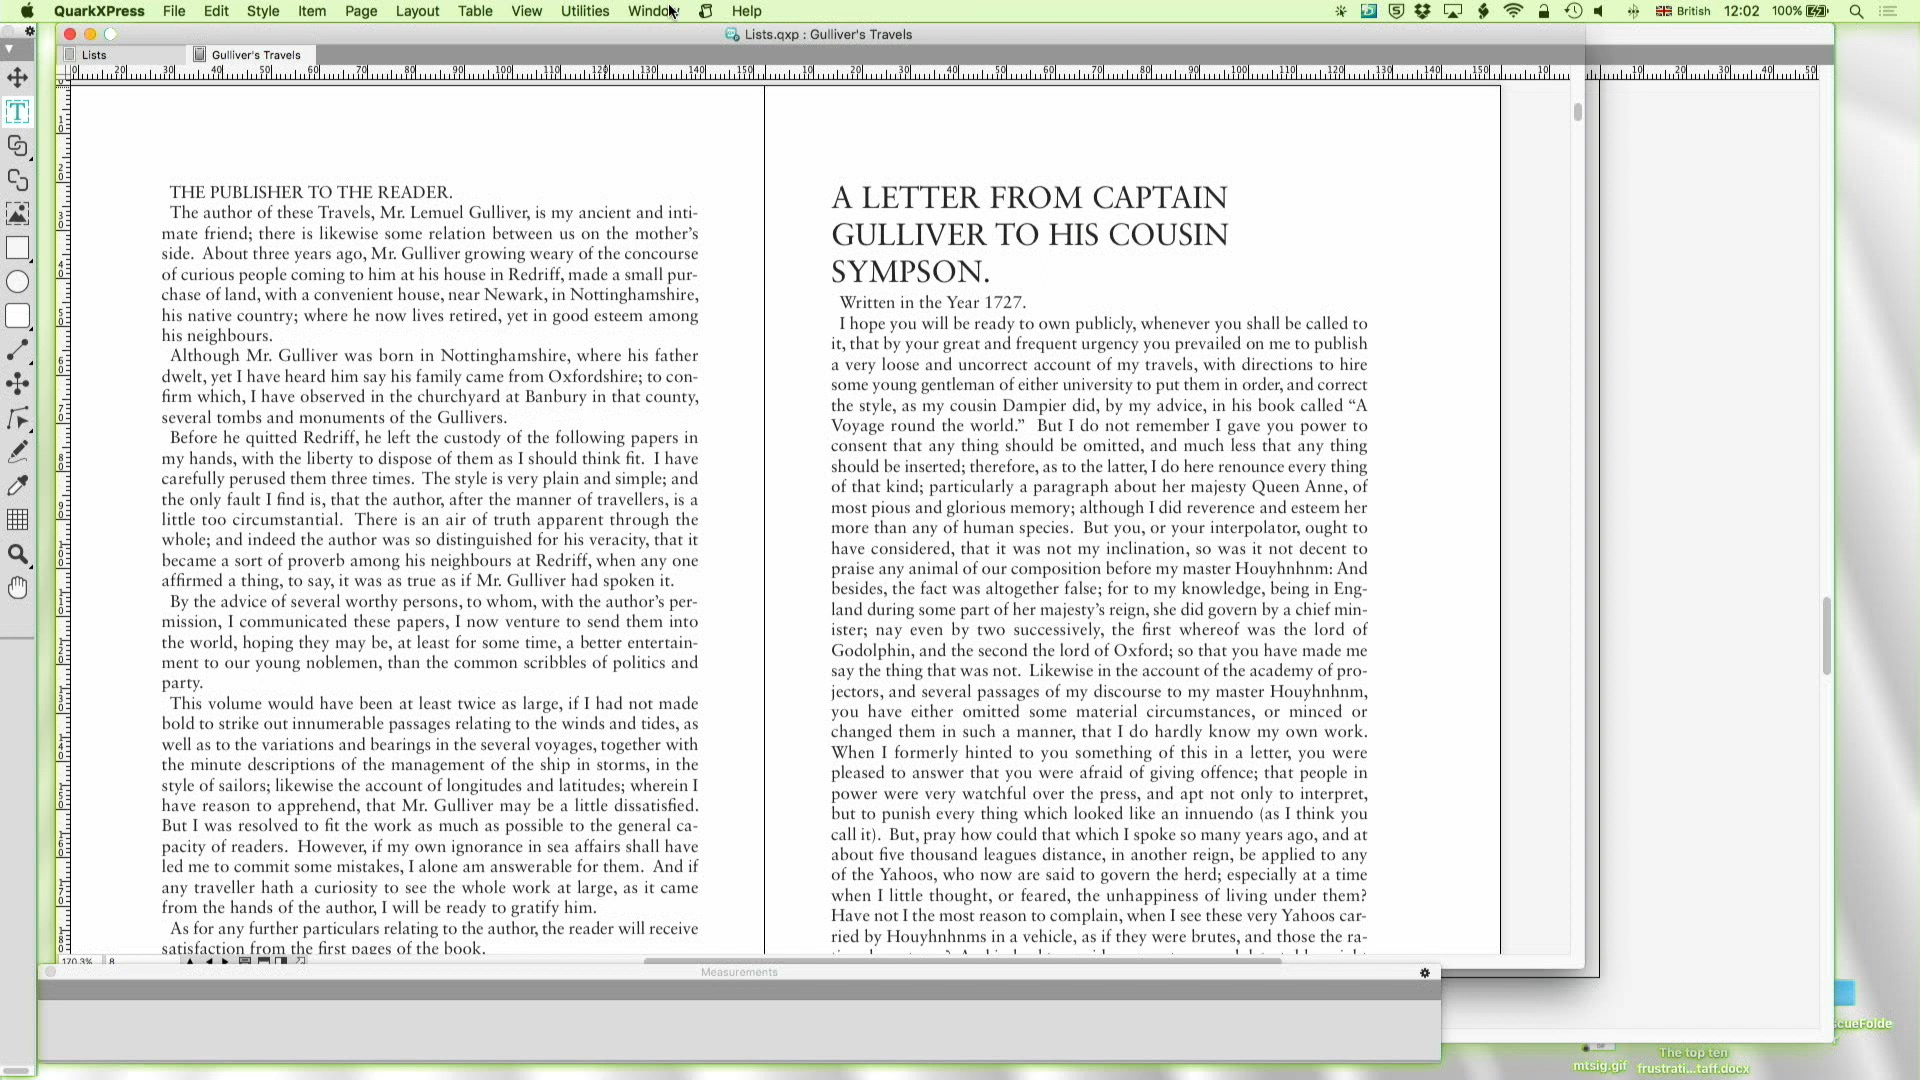 QuarkXPress File Edit Style Item Page Layout Table View Utilities Window Help British 12:02 100%
Lists.qxp : Gulliver's Travels
Lists Gulliver's Travels
THE PUBLISHER TO THE READER.
The author of these Travels, Mr. Lemuel Gulliver, is my ancient and inti-
mate friend; there is likewise some relation between us on the mother's
side. About three years ago, Mr. Gulliver growing weary of the concourse
of curious people coming to him at his house in Redriff, made a small pur-
chase of land, with a convenient house, near Newark, in Nottinghamshire,
his native country; where he now lives retired, yet in good esteem among
his neighbours.
Although Mr. Gulliver was born in Nottinghamshire, where his father
dwelt, yet I have heard him say his family came from Oxfordshire; to con-
firm which, I have observed in the churchyard at Banbury in that county,
several tombs and monuments of the Gullivers.
Before he quitted Redriff, he left the custody of the following papers in
my hands, with the liberty to dispose of them as I should think fit. I have
carefully perused them three times. The style is very plain and simple; and
the only fault I find is, that the author, after the manner of travellers, is a
little too circumstantial. There is an air of truth apparent through the
whole; and indeed the author was so distinguished for his veracity, that it
became a sort of proverb among his neighbours at Redriff, when any one
affirmed a thing, to say, it was as true as if Mr. Gulliver had spoken it.
By the advice of several worthy persons, to whom, with the author's per-
mission, I communicated these papers, I now venture to send them into
the world, hoping they may be, at least for some time, a better entertain-
ment to our young noblemen, than the common scribbles of politics and
party.
This volume would have been at least twice as large, if I had not made
bold to strike out innumerable passages relating to the winds and tides, as
well as to the variations and bearings in the several voyages, together with
the minute descriptions of the management of the ship in storms, in the
style of sailors; likewise the account of longitudes and latitudes; wherein I
have reason to apprehend, that Mr. Gulliver may be a little dissatisfied.
But I was resolved to fit the work as much as possible to the general ca-
pacity of readers. However, if my own ignorance in sea affairs shall have
led me to commit some mistakes, I alone am answerable for them. And if
any traveller hath a curiosity to see the whole work at large, as it came
from the hands of the author, I will be ready to gratify him.
As for any further particulars relating to the author, the reader will receive
satisfaction from the first pages of the book.
A LETTER FROM CAPTAIN
GULLIVER TO HIS COUSIN
SYMPSON.
Written in the Year 1727.
I hope you will be ready to own publicly, whenever you shall be called to
it, that by your great and frequent urgency you prevailed on me to publish
a very loose and uncorrect account of my travels, with directions to hire
some young gentleman of either university to put them in order, and correct
the style, as my cousin Dampier did, by my advice, in his book called “A
Voyage round the world.” But I do not remember I gave you power to
consent that any thing should be omitted, and much less that any thing
should be inserted; therefore, as to the latter, I do here renounce every thing
of that kind; particularly a paragraph about her majesty Queen Anne, of
most pious and glorious memory; although I did reverence and esteem her
more than any of human species. But you, or your interpolator, ought to
have considered, that it was not my inclination, so was it not decent to
praise any animal of our composition before my master Houyhnhnm: And
besides, the fact was altogether false; for to my knowledge, being in Eng-
land during some part of her majesty's reign, she did govern by a chief min-
ister; nay even by two successively, the first whereof was the lord of
Godolphin, and the second the lord of Oxford; so that you have made me
say the thing that was not. Likewise in the account of the academy of pro-
jectors, and several passages of my discourse to my master Houyhnhnm,
you have either omitted some material circumstances, or minced or
changed them in such a manner, that I do hardly know my own work.
When I formerly hinted to you something of this in a letter, you were
pleased to answer that you were afraid of giving offence; that people in
power were very watchful over the press, and apt not only to interpret,
but to punish every thing which looked like an innuendo (as I think you
call it). But, pray how could that which I spoke so many years ago, and at
about five thousand leagues distance, in another reign, be applied to any
of the Yahoos, who now are said to govern the herd; especially at a time
when I little thought, or feared, the unhappiness of living under them?
Have not I the most reason to complain, when I see these very Yahoos car-
ried by Houyhnhnms in a vehicle, as if they were brutes, and those the ra-
170.3% 8
Measurements
cueFolde
mtsig.gif
The top ten
frustrati...taff.docx